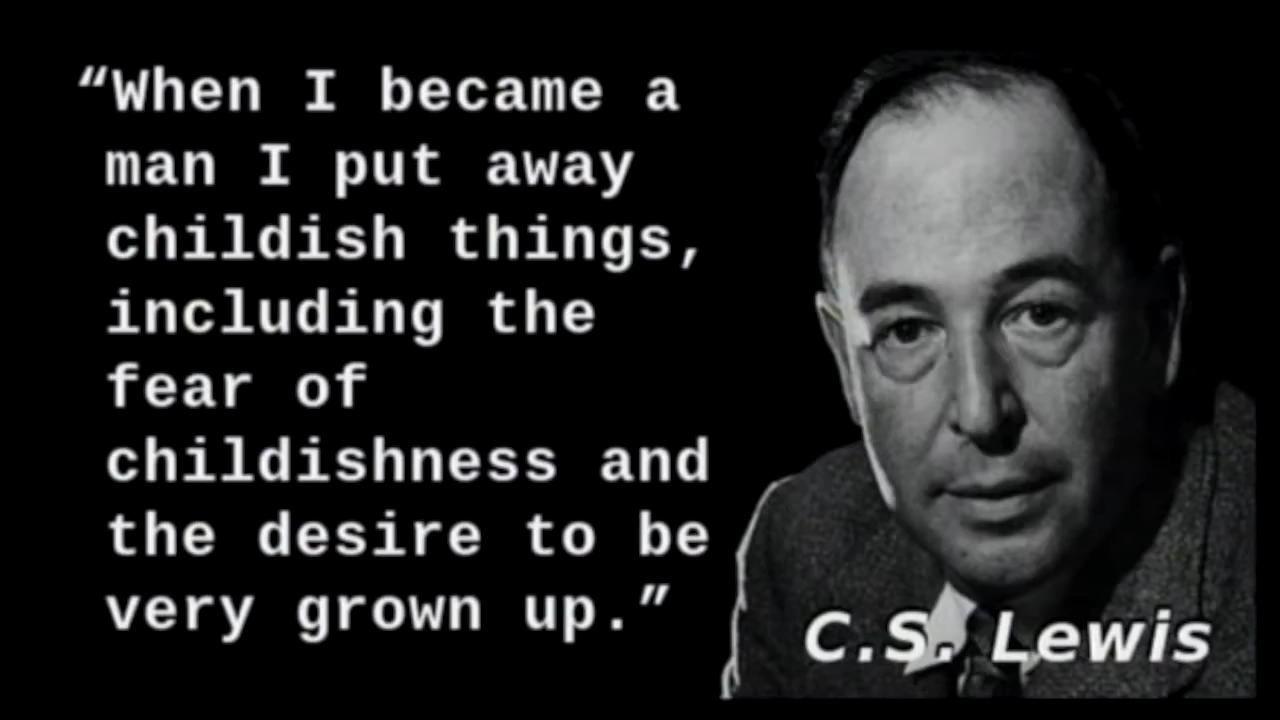 “When I became a
man I put away
childish things,
including the
fear of
childishness and
the desire to be
very grown up.”
C.S. Lewis